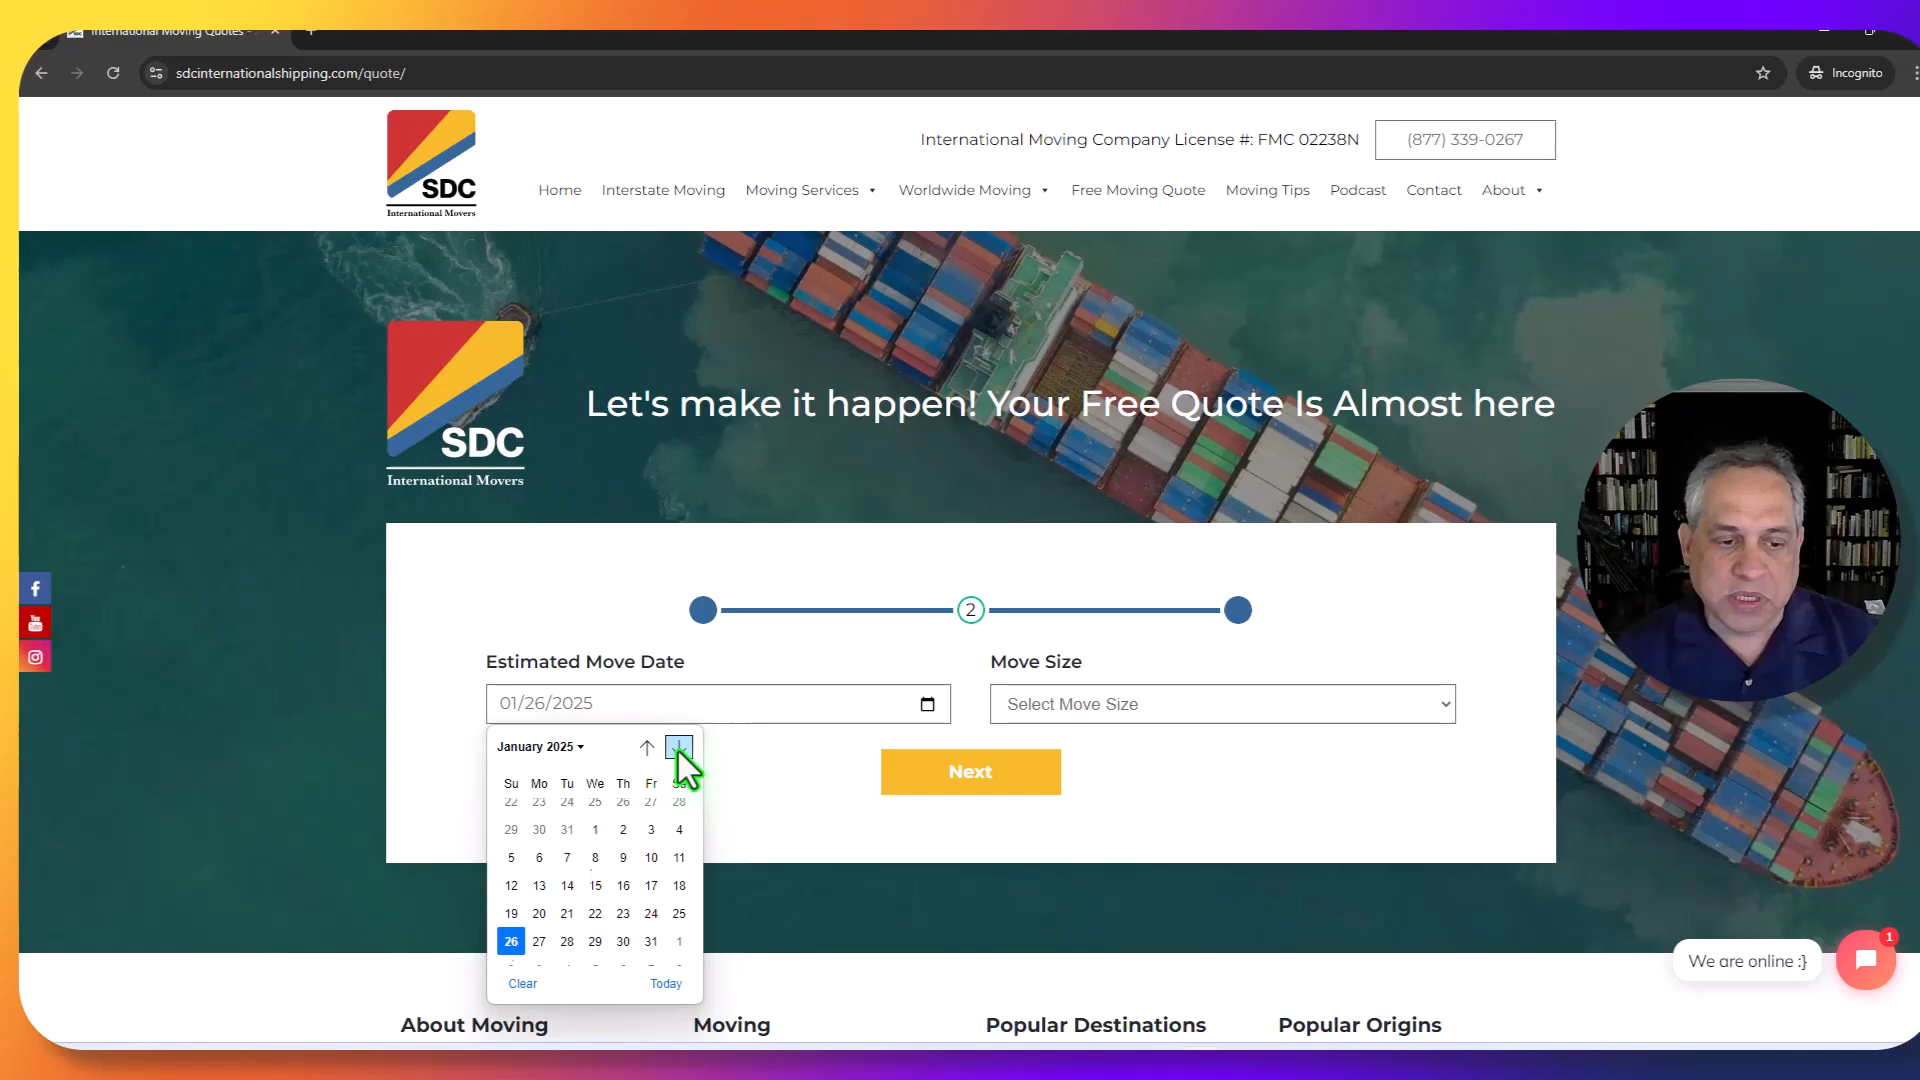 International Moving Quotes -
sdcinternationalshipping.com/quote/
Incognito
SDC
International Movers
International Moving Company License #: FMC 02238N
(877) 339-0267
Home
Interstate Moving
Moving Services
Worldwide Moving
Free Moving Quote
Moving Tips
Podcast
Contact
About
SDC
International Movers
Let's make it happen! Your Free Quote Is Almost here
You
2
Estimated Move Date
Move Size
01/26/2025
Select Move Size
January 2025
Next
Su Mo Tu We Th Fr Sa
22 23 24 25 26 27 28
29 30 31 1 2 3 4
5 6 7 8 9 10 11
12 13 14 15 16 17 18
19 20 21 22 23 24 25
26 27 28 29 30 31 1
Clear
Today
We are online :}
1
About Moving
Moving
Popular Destinations
Popular Origins